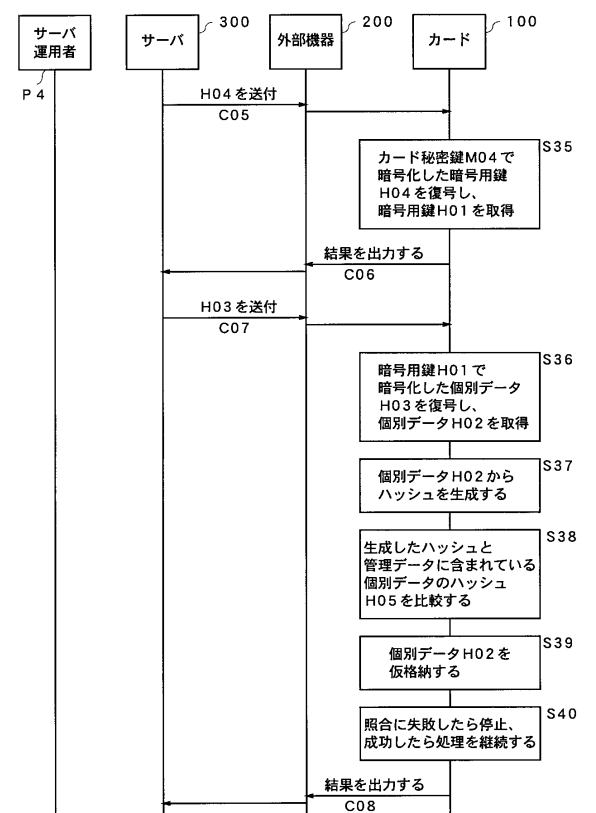 サーバ
運用者
P4
サーバ
300
外部機器
200
カード
100
H04を送付
C05
S35
カード秘密鍵M04で
暗号化した暗号用鍵
H04を復号し、
暗号用鍵H01を取得
結果を出力する
C06
H03を送付
C07
S36
暗号用鍵H01で
暗号化した個別データ
H03を復号し、
個別データH02を取得
S37
個別データH02から
ハッシュを生成する
S38
生成したハッシュと
管理データに含まれている
個別データのハッシュ
H05を比較する
S39
個別データH02を
仮格納する
S40
照合に失敗したら停止、
成功したら処理を継続する
結果を出力する
C08